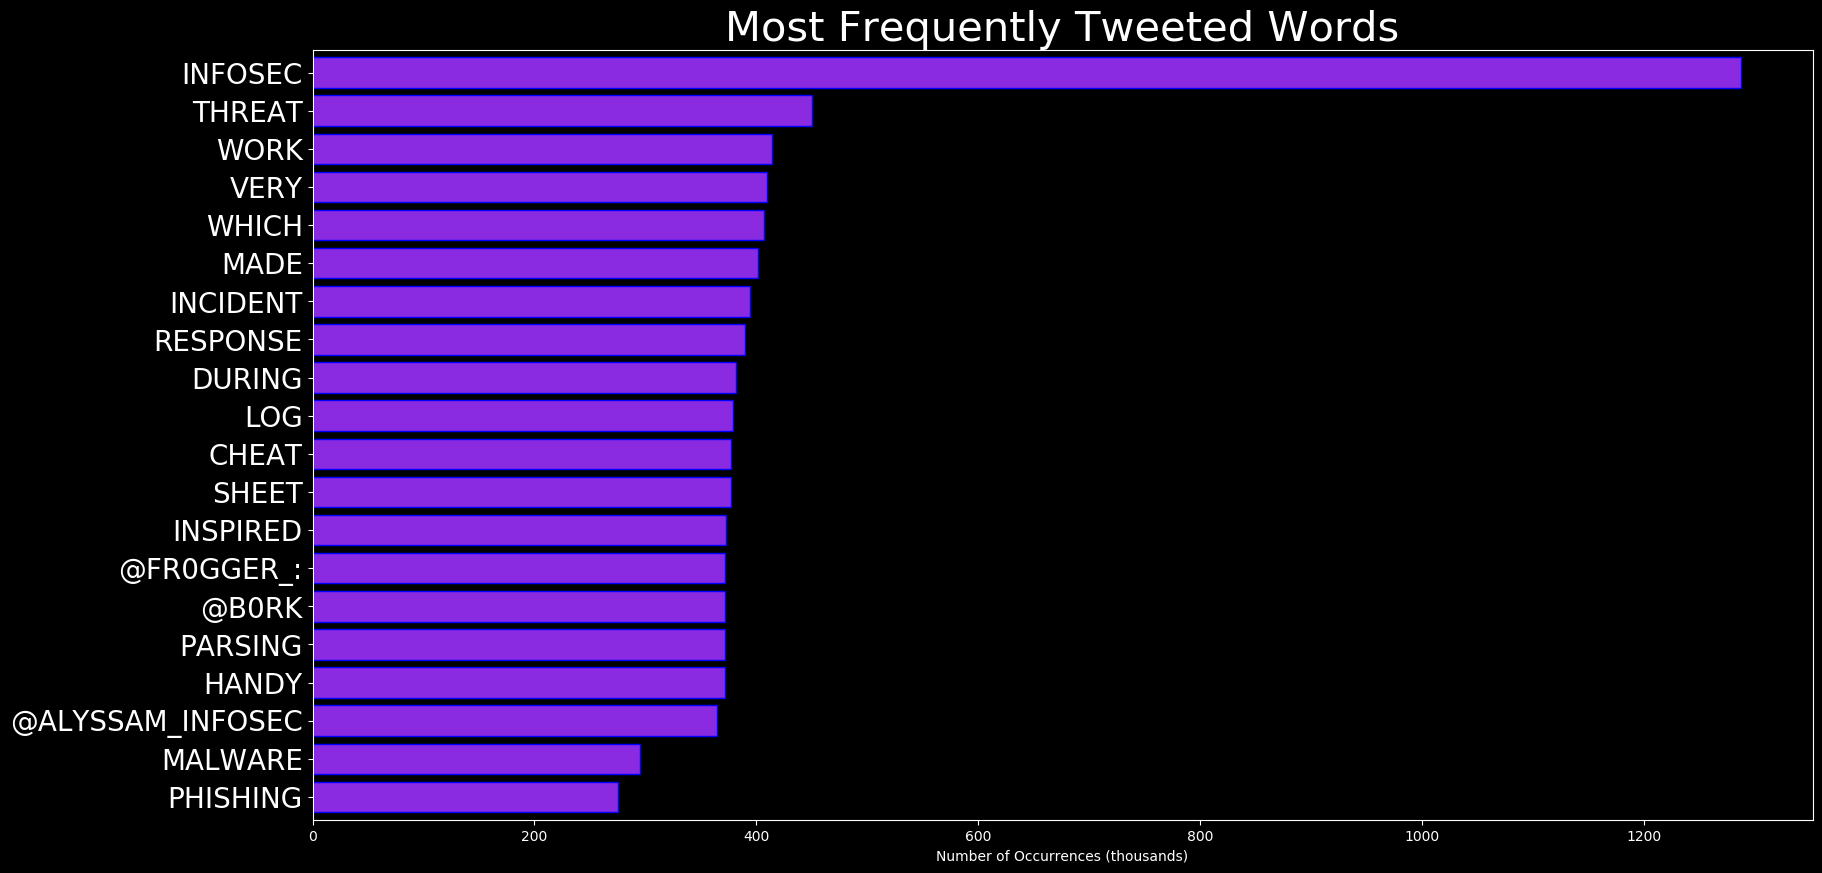 Most Frequently Tweeted Words
INFOSEC
THREAT
WORK
VERY
WHICH
MADE
INCIDENT
RESPONSE
DURING
LOG
CHEAT
SHEET
INSPIRED
@FR0GGER_:
@B0RK
PARSING
HANDY
@ALYSSAM_INFOSEC
MALWARE
PHISHING
0 200 400 600 800 1000 1200
Number of Occurrences (thousands)